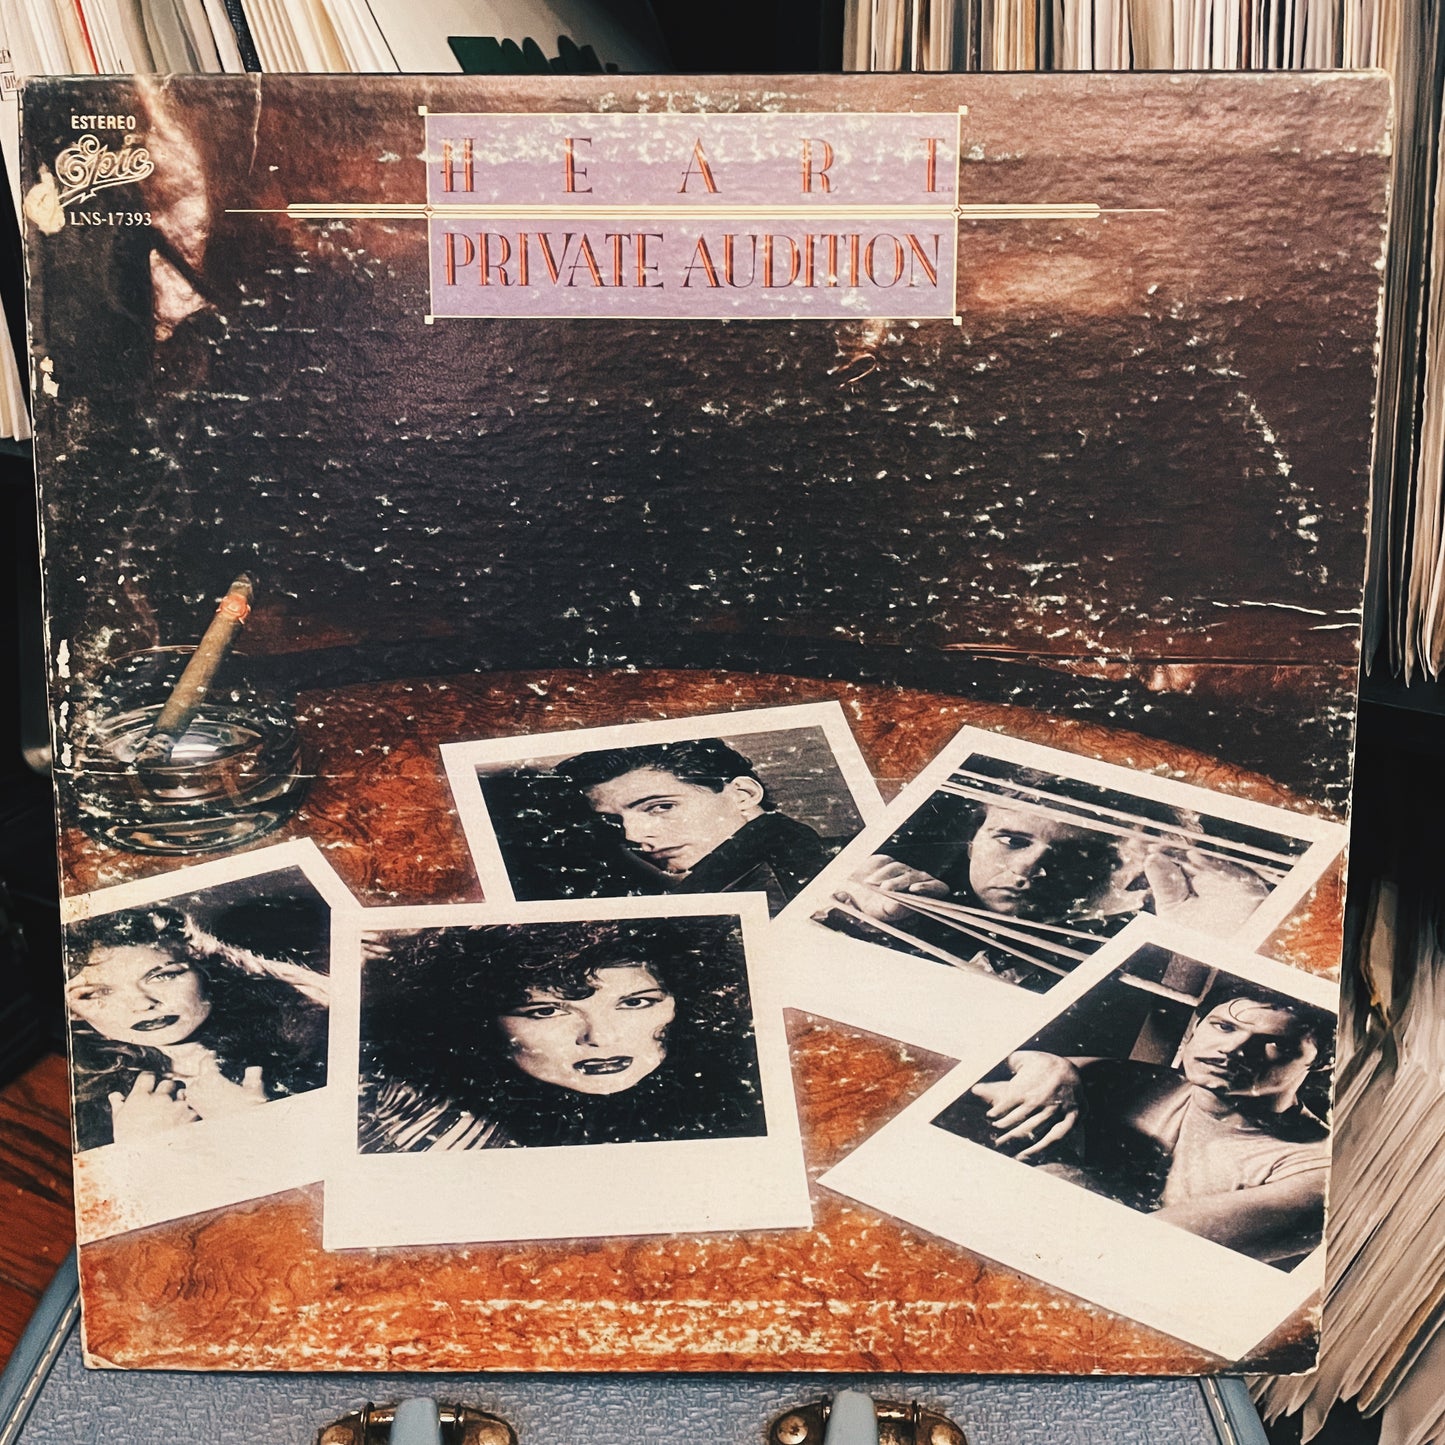 ESTEREO
Epic
LNS-17393
HEART
PRIVATE AUDITION